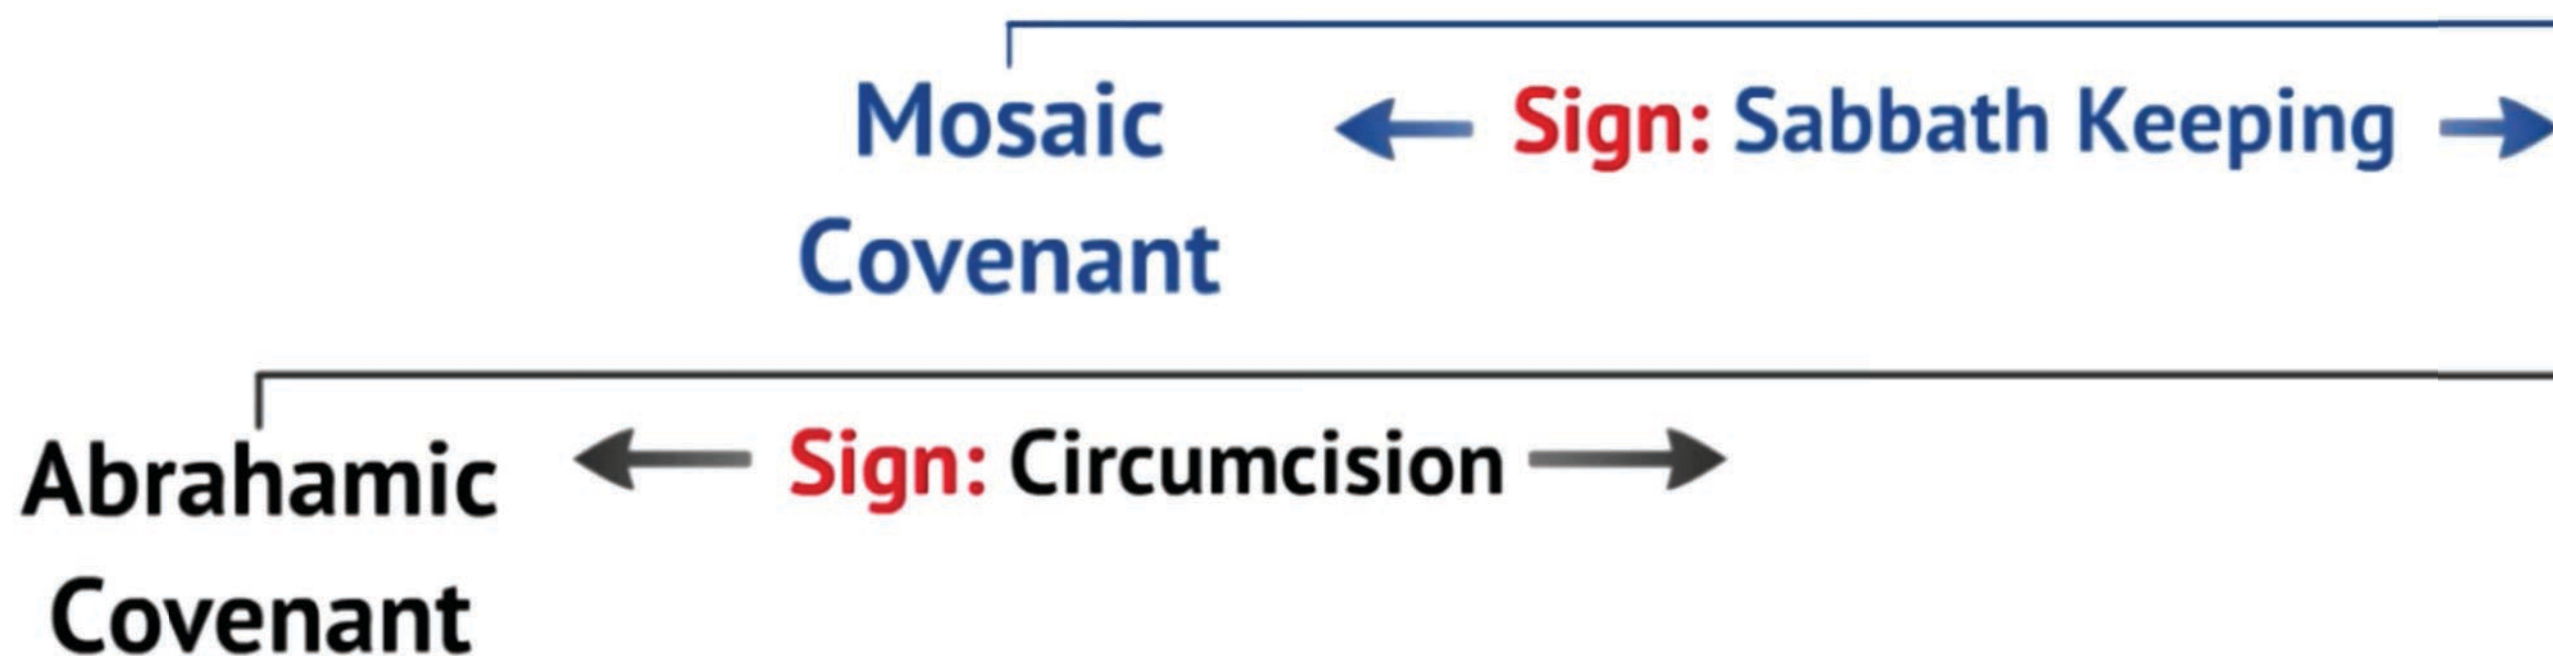 Mosaic
Covenant
Sign: Sabbath Keeping
Abrahamic
Covenant
Sign: Circumcision